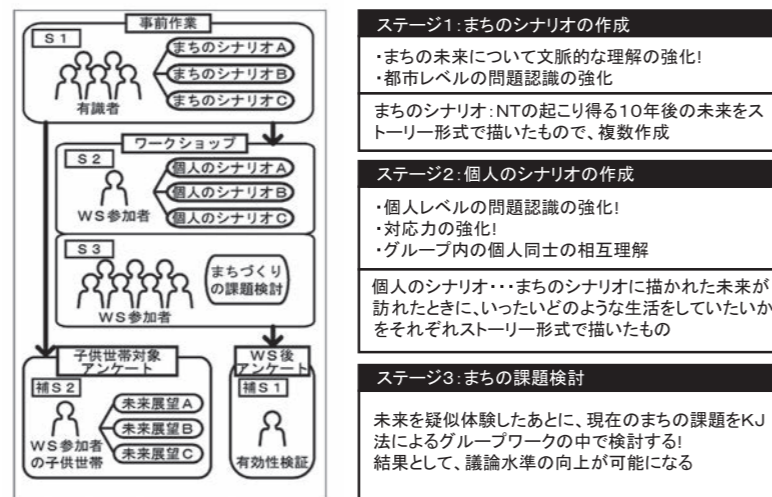 事前作業
S1
まちのシナリオA
まちのシナリオB
まちのシナリオC
有識者
ワークショップ
S2
個人のシナリオA
個人のシナリオB
個人のシナリオC
WS参加者
S3
まちづくり
の課題検討
WS参加者
子供世帯対象
アンケート
補S2
未来展望A
未来展望B
未来展望C
WS参加者
の子供世帯
WS後
アンケート
補S1
有効性検証
ステージ1:まちのシナリオの作成
・まちの未来について文脈的な理解の強化!
・都市レベルの問題認識の強化
まちのシナリオ:NTの起こり得る10年後の未来をス
トーリー形式で描いたもので、複数作成
ステージ2:個人のシナリオの作成
・個人レベルの問題認識の強化!
・対応力の強化!
・グループ内の個人同士の相互理解
個人のシナリオ・・・まちのシナリオに描かれた未来が
訪れたときに、いったいどのような生活をしていたいか
をそれぞれストーリー形式で描いたもの
ステージ3:まちの課題検討
未来を疑似体験したあとに、現在のまちの課題をKJ
法によるグループワークの中で検討する!
結果として、議論水準の向上が可能になる